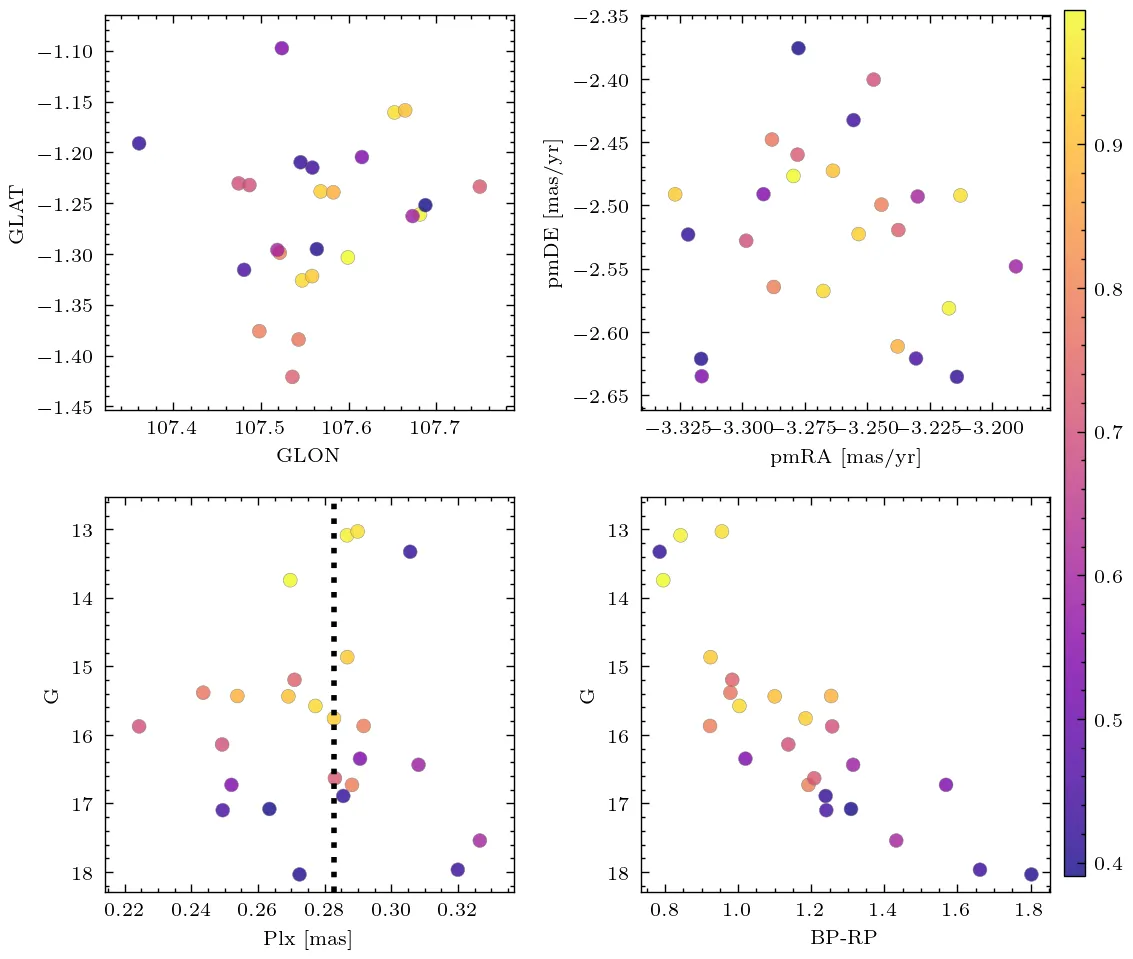 −1.10
−1.15
−1.20
−1.25
−1.30
−1.35
−1.40
−1.45
GLAT
107.4 107.5 107.6 107.7
GLON
−2.35
−2.40
−2.45
−2.50
−2.55
−2.60
−2.65
pmDE [mas/yr]
−3.325 −3.300 −3.275 −3.250 −3.225 −3.200
pmRA [mas/yr]
0.9
0.8
0.7
0.6
0.5
0.4
13
14
15
16
17
18
G
0.22 0.24 0.26 0.28 0.30 0.32
Plx [mas]
13
14
15
16
17
18
G
0.8 1.0 1.2 1.4 1.6 1.8
BP-RP